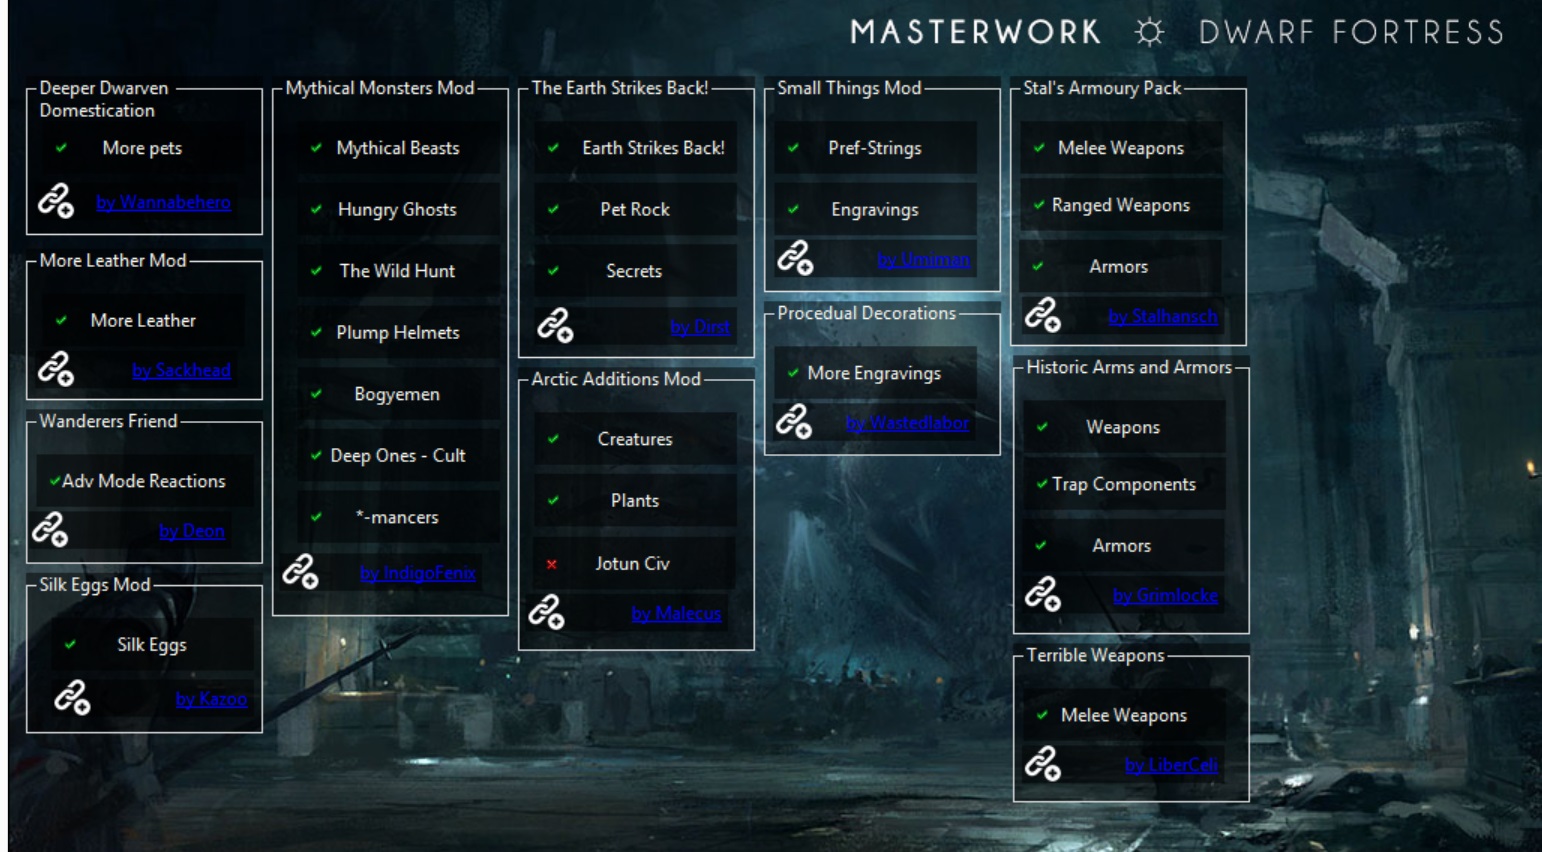 MASTERWORK ☼ DWARF FORTRESS
Deeper Dwarven
Domestication
More pets
by Wannabehero
More Leather Mod
More Leather
by Sackhead
Wanderers Friend
Adv Mode Reactions
by Deon
Silk Eggs Mod
Silk Eggs
by Kazoo
Mythical Monsters Mod
Mythical Beasts
Hungry Ghosts
The Wild Hunt
Plump Helmets
Bogyemen
Deep Ones - Cult
*-mancers
by IndigoFenix
The Earth Strikes Back!
Earth Strikes Back!
Pet Rock
Secrets
by Dirst
Arctic Additions Mod
Creatures
Plants
Jotun Civ
by Malecus
Small Things Mod
Pref-Strings
Engravings
by Umiman
Procedual Decorations
More Engravings
by Wastedlabor
Stal's Armoury Pack
Melee Weapons
Ranged Weapons
Armors
by Stalhansch
Historic Arms and Armors
Weapons
Trap Components
Armors
by Grimlocke
Terrible Weapons
Melee Weapons
by LiberCeli